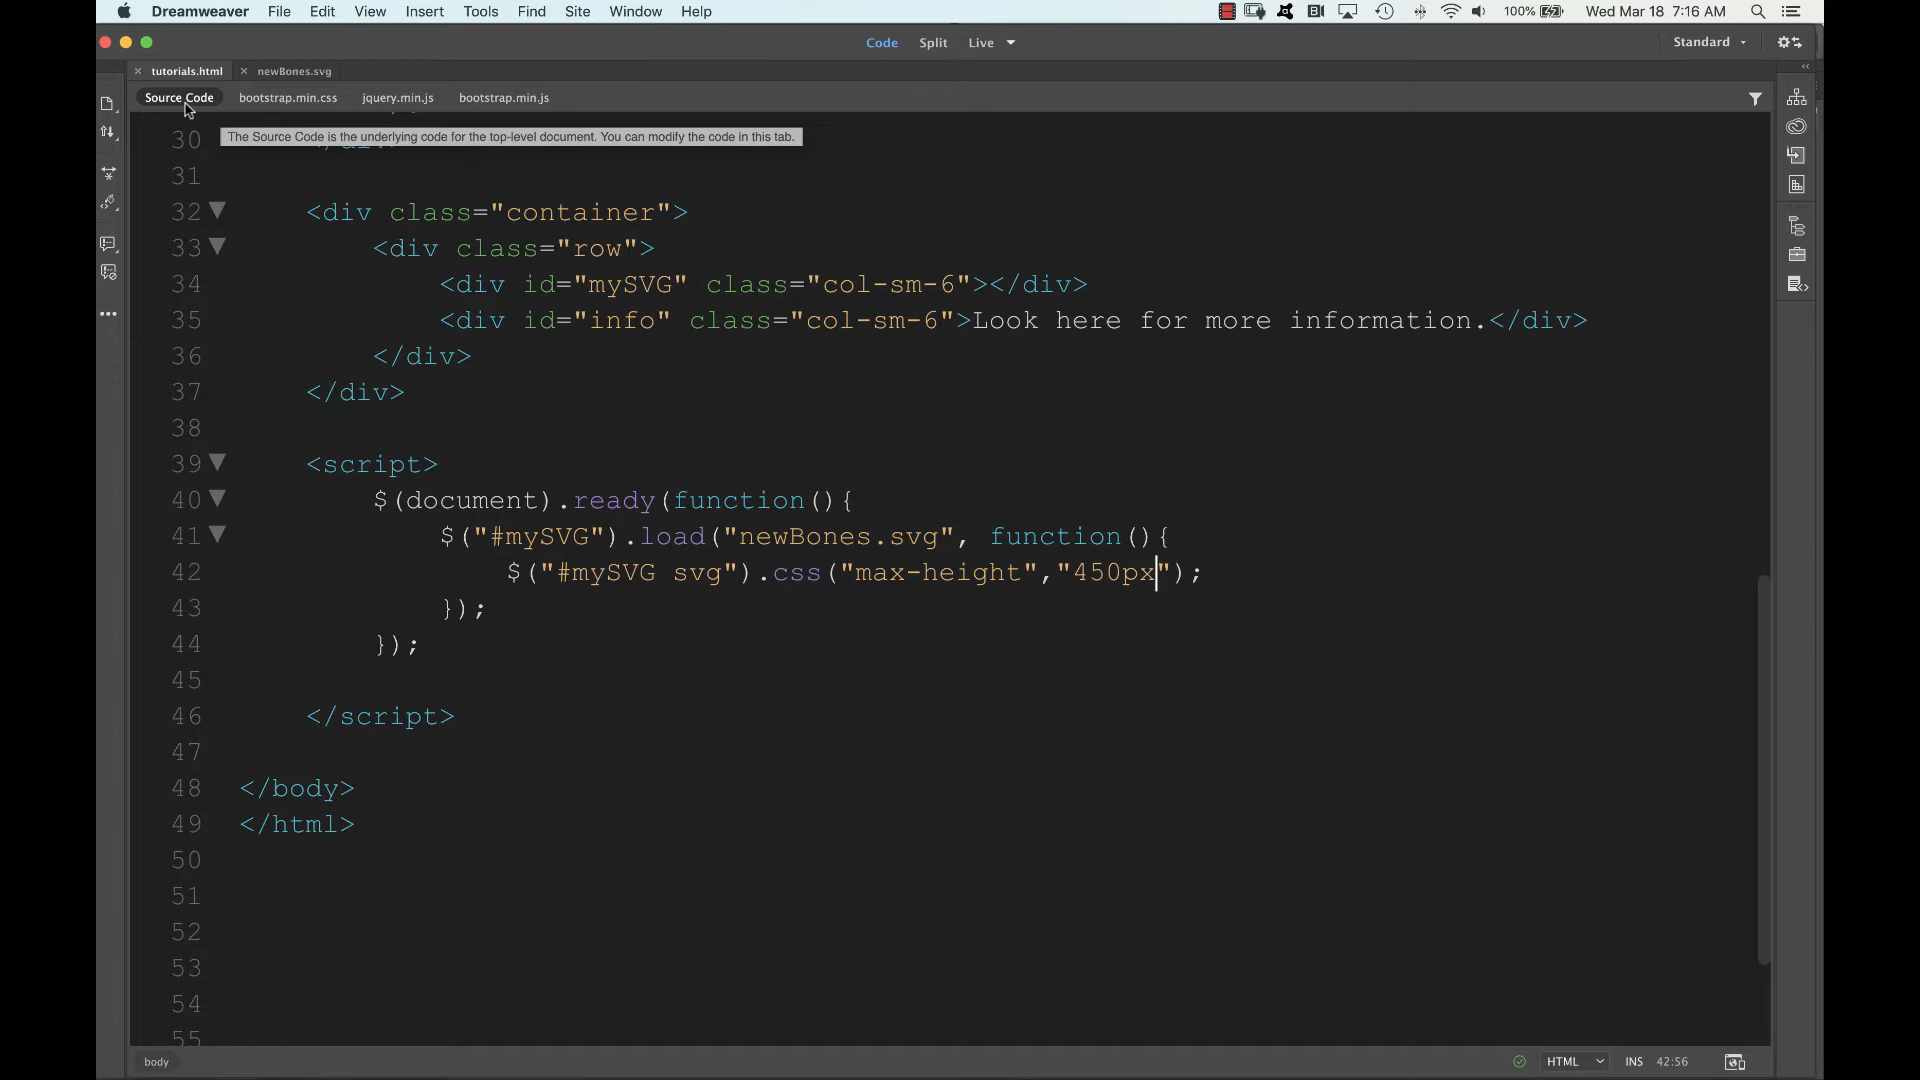 Dreamweaver File Edit View Insert Tools Find Site Window Help 100% Wed Mar 18 7:16 AM
Code Split Live Standard
tutorials.html newBones.svg
Source Code bootstrap.min.css jquery.min.js bootstrap.min.js
The Source Code is the underlying code for the top-level document. You can modify the code in this tab.
30
31
32 <div class="container">
33 <div class="row">
34 <div id="mySVG" class="col-sm-6"></div>
35 <div id="info" class="col-sm-6">Look here for more information.</div>
36 </div>
37 </div>
38
39 <script>
40 $(document).ready(function(){
41 $("#mySVG").load("newBones.svg", function(){
42 $("#mySVG svg").css("max-height","450px");
43 });
44 });
45
46 </script>
47
48 </body>
49 </html>
50
51
52
53
54
55
body HTML INS 42:56